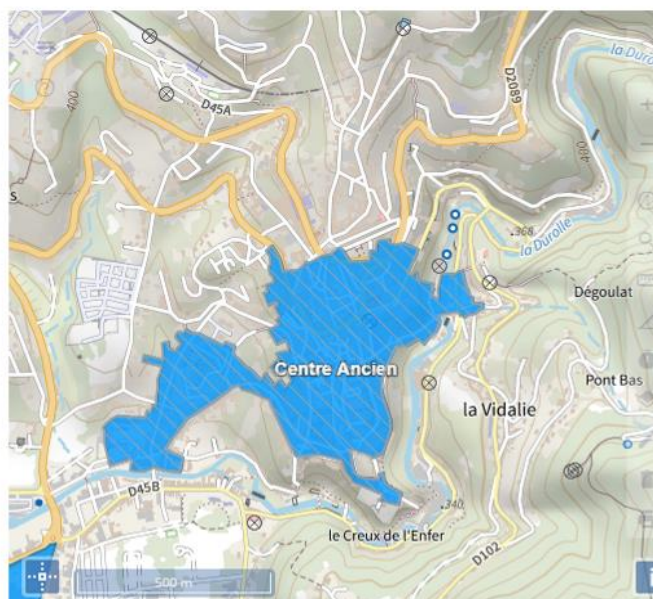 la Durolle
D2089
400
D45A
400
S
.368
la Durolle
Dégoulat
Centre Ancien
Pont Bas
la Vidalie
D45B
.340
le Creux de l'Enfer
D102
500 m